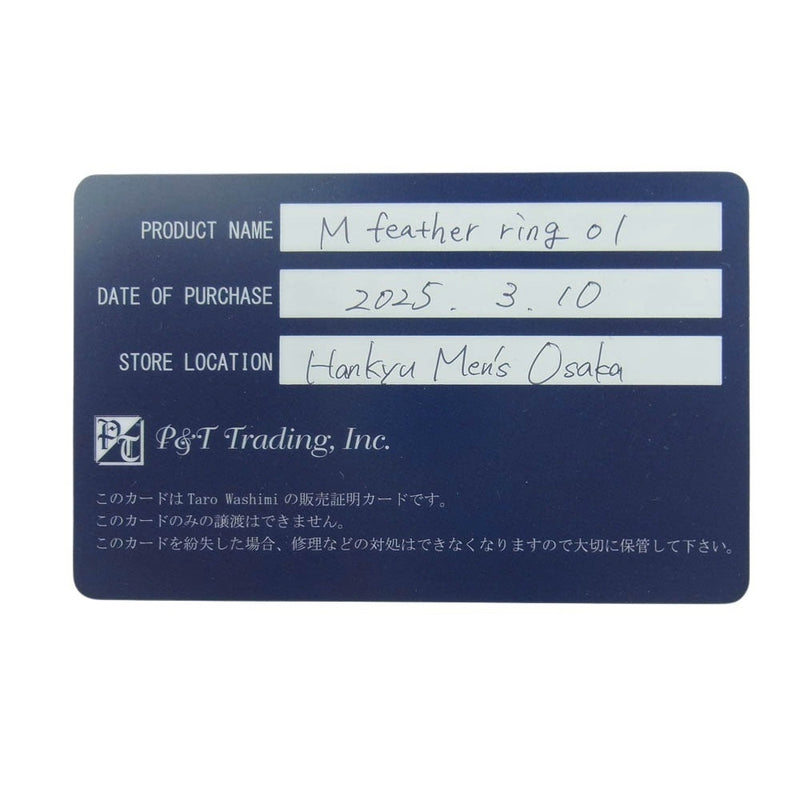 PRODUCT NAME M feather ring 01
DATE OF PURCHASE 2025. 3. 10
STORE LOCATION Hankyu Men's Osaka
PT P&T Trading, Inc.
このカードはTaro Washimiの販売証明カードです。
このカードのみの譲渡はできません。
このカードを紛失した場合、修理などの対処はできなくなりますので大切に保管して下さい。